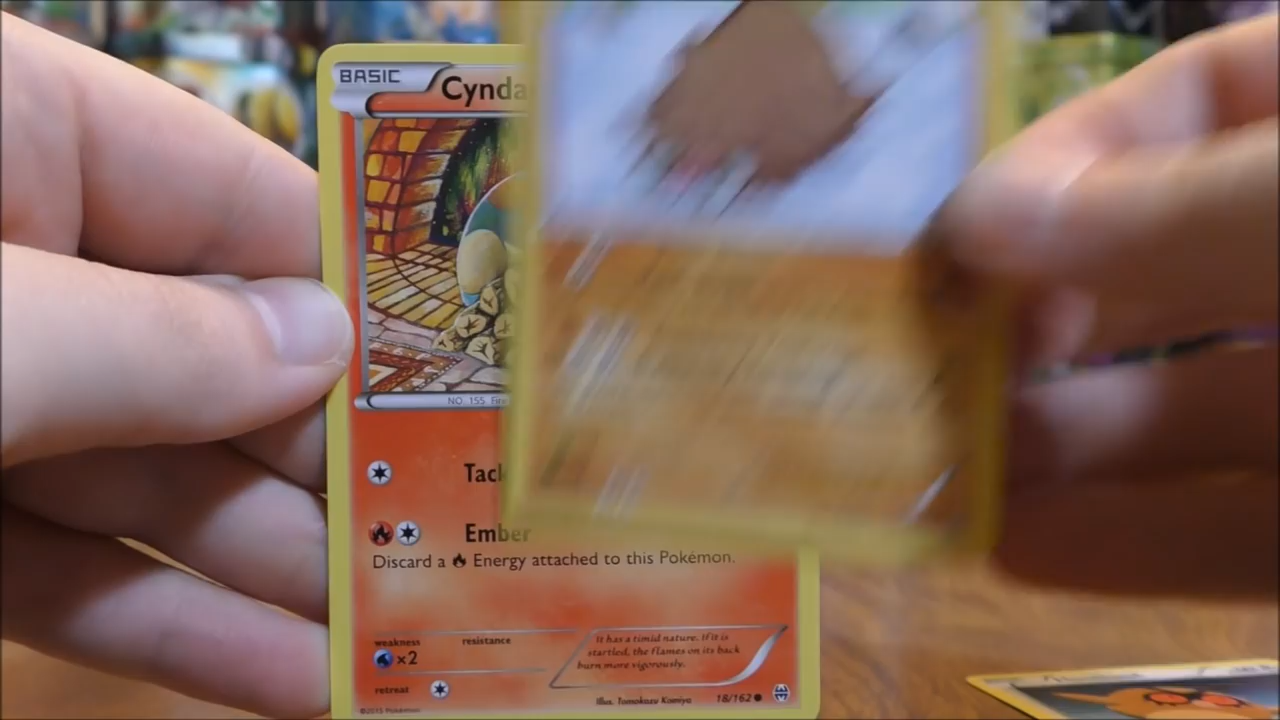 BASIC
Cynda
NO. 155 Fire
Tack
Ember
Discard a Energy attached to this Pokémon.
weakness
resistance
×2
It has a timid nature. If it is
startled, the flames on its back
burn more vigorously.
retreat
Illus. Tomokazu Komiya
18/162
©2015 Pokémon